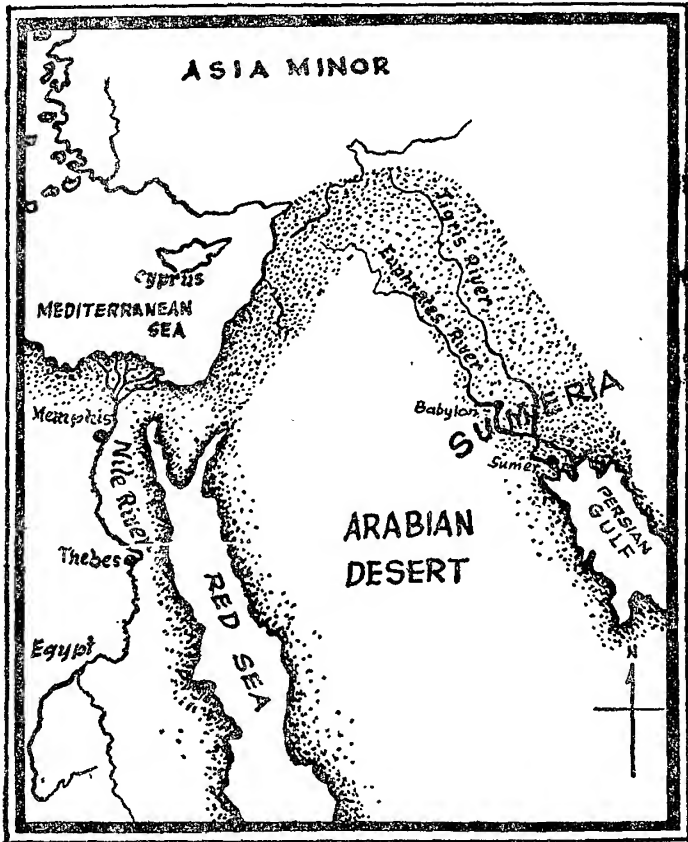 ASIA MINOR
Tigris River
Euphrates River
Cyprus
MEDITERRANEAN
SEA
SUMERIA
Babylon
Memphis
Sumer
Nile River
PERSIAN
GULF
ARABIAN
DESERT
Thebes
RED SEA
Egypt
N